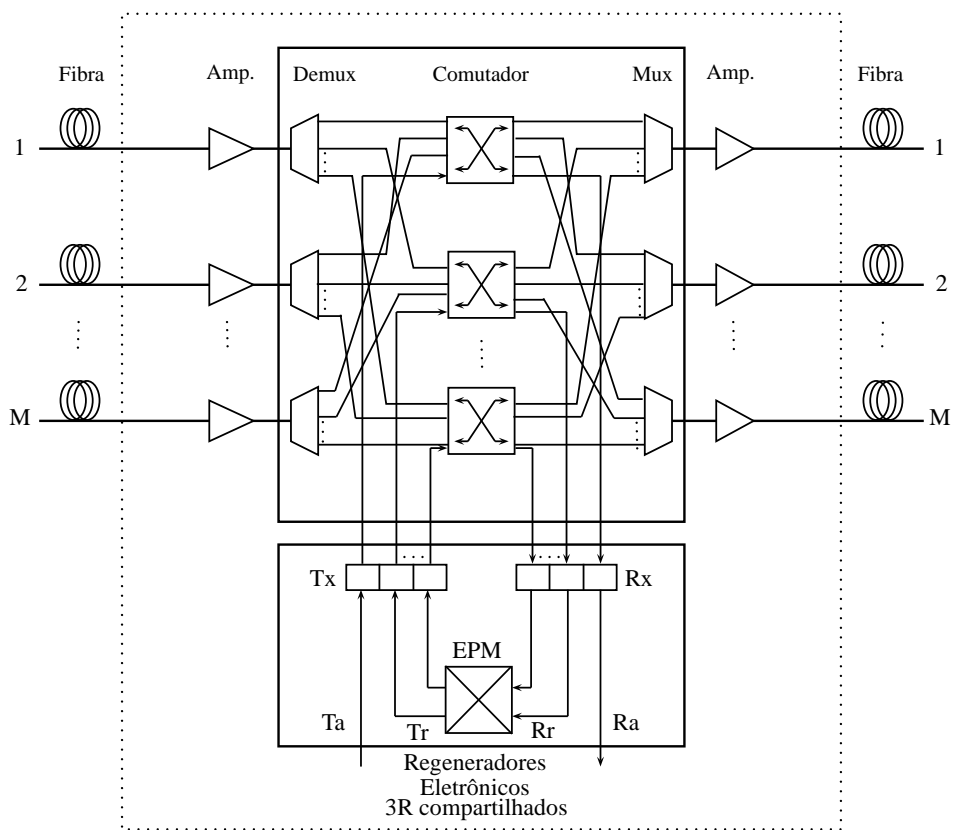 Fibra Amp. Demux Comutador Mux Amp. Fibra
1 1
2 2
M M
Tx Rx
EPM
Ta Tr Rr Ra
Regeneradores
Eletrônicos
3R compartilhados